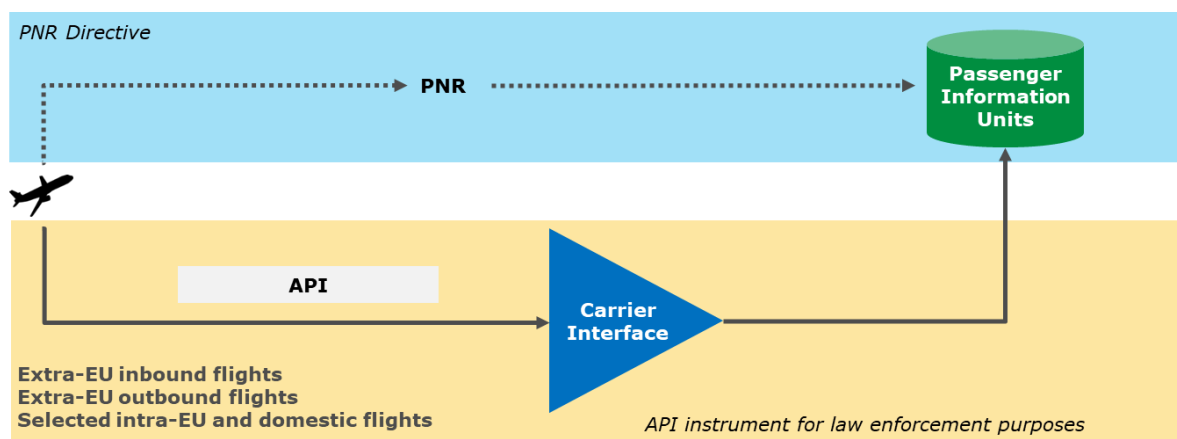 PNR Directive
PNR
Passenger
Information
Units
API
Carrier
Interface
Extra-EU inbound flights
Extra-EU outbound flights
Selected intra-EU and domestic flights
API instrument for law enforcement purposes